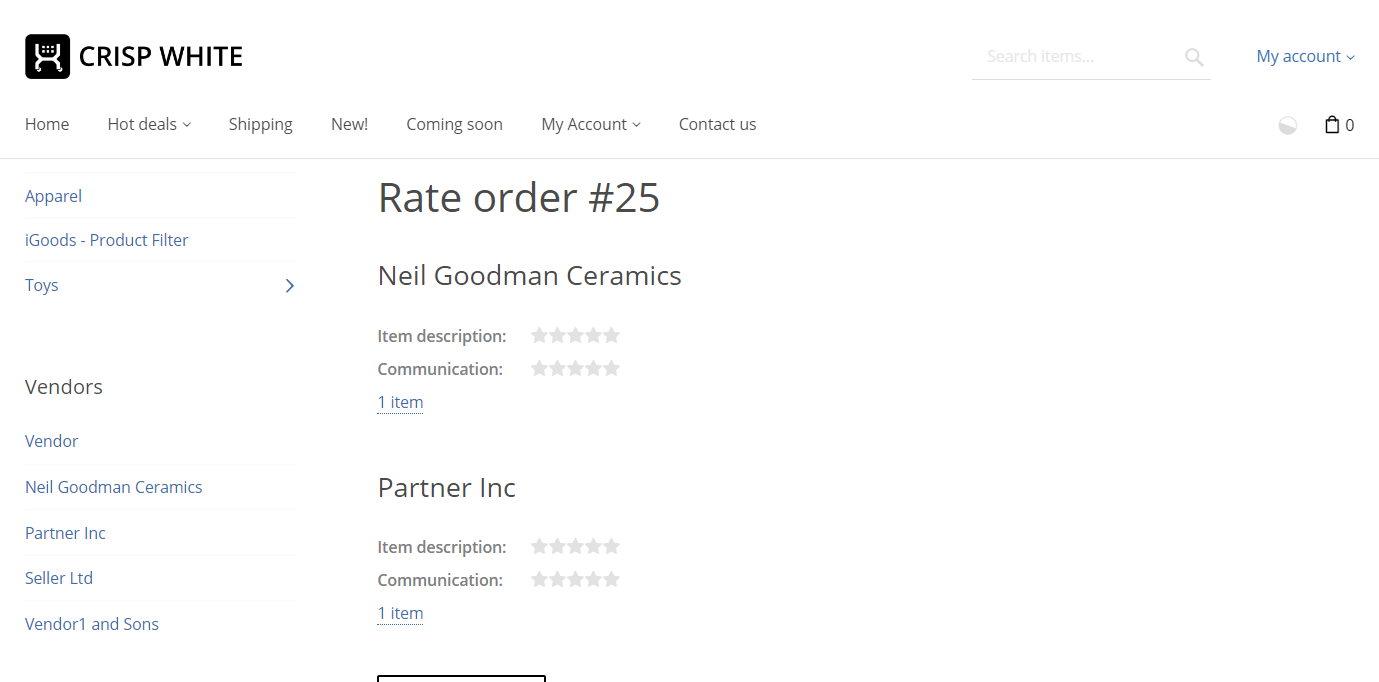 CRISP WHITE
Search items...
My account
Home
Hot deals
Shipping
New!
Coming soon
My Account
Contact us
0
Apparel
iGoods - Product Filter
Toys
Vendors
Vendor
Neil Goodman Ceramics
Partner Inc
Seller Ltd
Vendor1 and Sons
Rate order #25
Neil Goodman Ceramics
Item description:
Communication:
1 item
Partner Inc
Item description:
Communication:
1 item